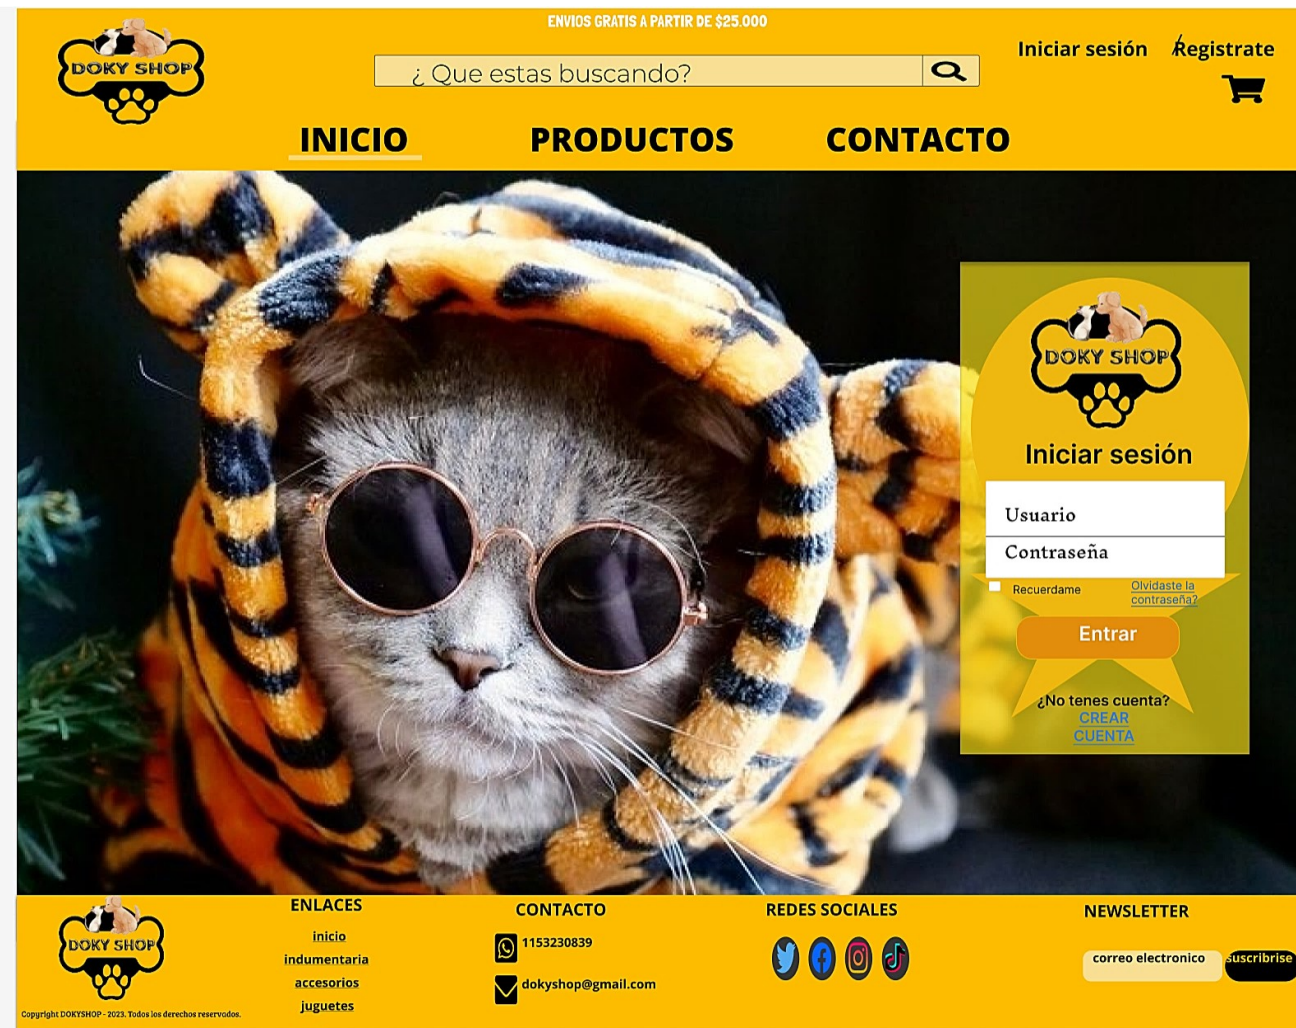 ENVIOS GRATIS A PARTIR DE $25.000
DOKY SHOP
¿ Que estas buscando?
Iniciar sesión / Registrate
INICIO PRODUCTOS CONTACTO
DOKY SHOP
Iniciar sesión
Usuario
Contraseña
Recuerdame
Olvidaste la
contraseña?
Entrar
¿No tenes cuenta?
CREAR
CUENTA
DOKY SHOP
Copyright DOKYSHOP - 2023. Todos los derechos reservados.
ENLACES
inicio
indumentaria
accesorios
juguetes
CONTACTO
1153230839
dokyshop@gmail.com
REDES SOCIALES
NEWSLETTER
correo electronico
suscribrise